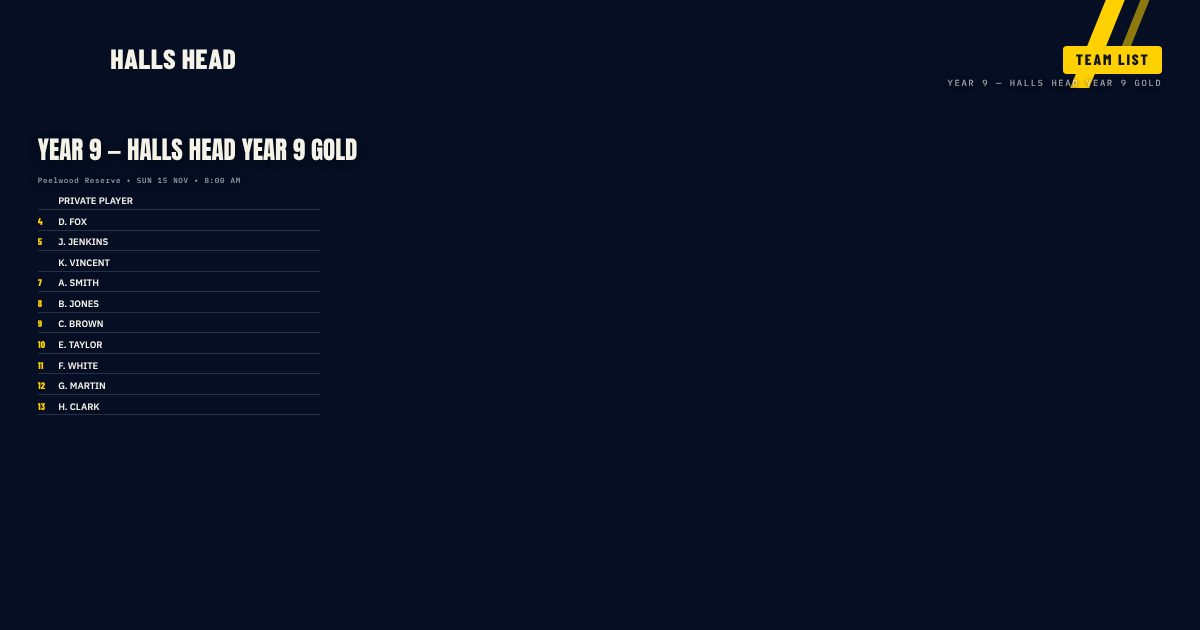 HALLS HEAD
TEAM LIST
YEAR 9 — HALLS HEAD YEAR 9 GOLD
YEAR 9 — HALLS HEAD YEAR 9 GOLD
Peelwood Reserve • SUN 15 NOV • 8:00 AM
PRIVATE PLAYER
4 D. FOX
5 J. JENKINS
K. VINCENT
7 A. SMITH
8 B. JONES
9 C. BROWN
10 E. TAYLOR
11 F. WHITE
12 G. MARTIN
13 H. CLARK